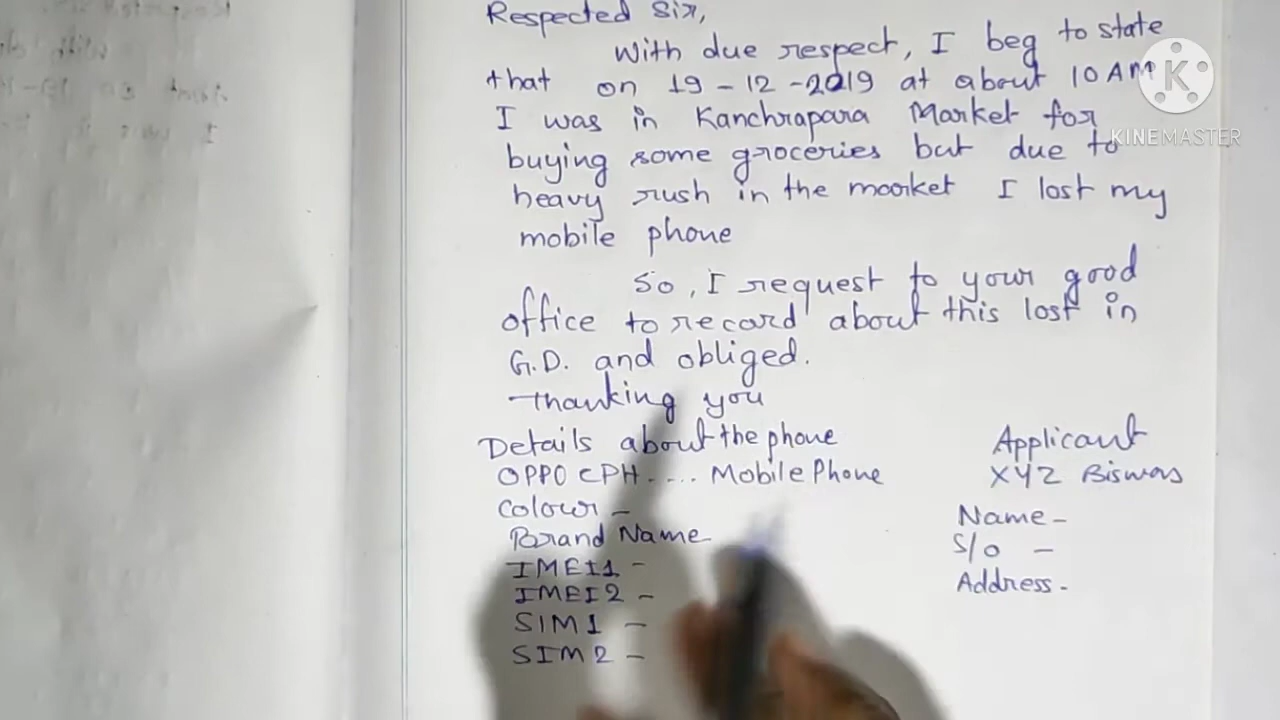 Respected Sir,
With due respect, I beg to state
that on 19-12-2019 at about 10 AM
I was in Kanchrapara Market for
buying some groceries but due to
heavy rush in the market I lost my
mobile phone
So, I request to your good
office to record about this lost in
G.D. and obliged.
Thanking you
Details about the phone
OPPO CPH.... Mobile Phone
Colour -
Brand Name
IMEI1 -
IMEI2 -
SIM1 -
SIM2 -
Applicant
XYZ Biswas
Name -
S/o -
Address -
K
KINEMASTER